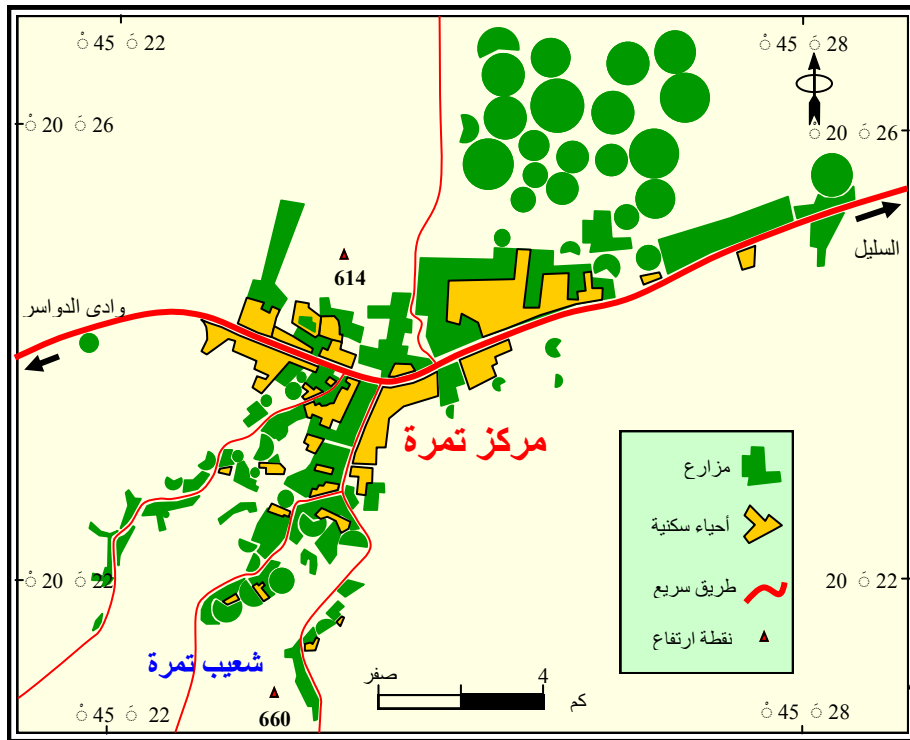 45 22
45 28
20 26
20 26
السليل
614
وادى الدواسر
مركز تمرة
مزارع
أحياء سكنية
طريق سريع
نقطة ارتفاع
20 22
20 22
شعيب تمرة
660
صفر 4
كم
45 22
45 28